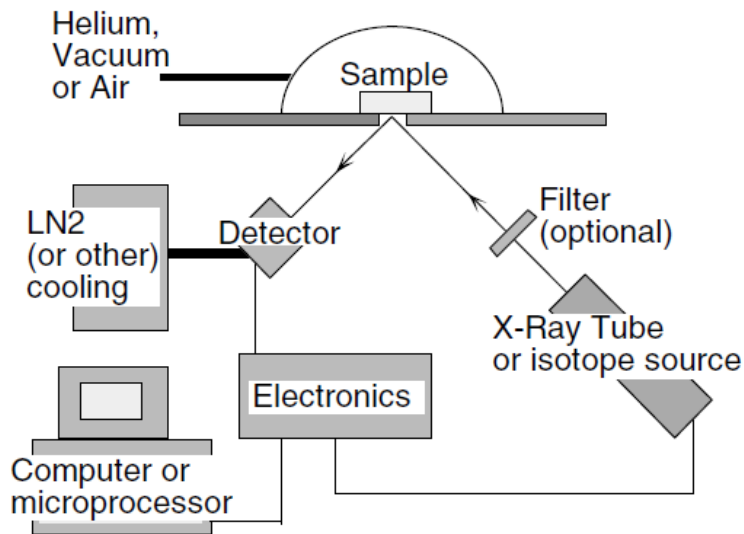 Helium,
Vacuum
or Air
Sample
LN2
(or other)
cooling
Detector
Filter
(optional)
X-Ray Tube
or isotope source
Electronics
Computer or
microprocessor